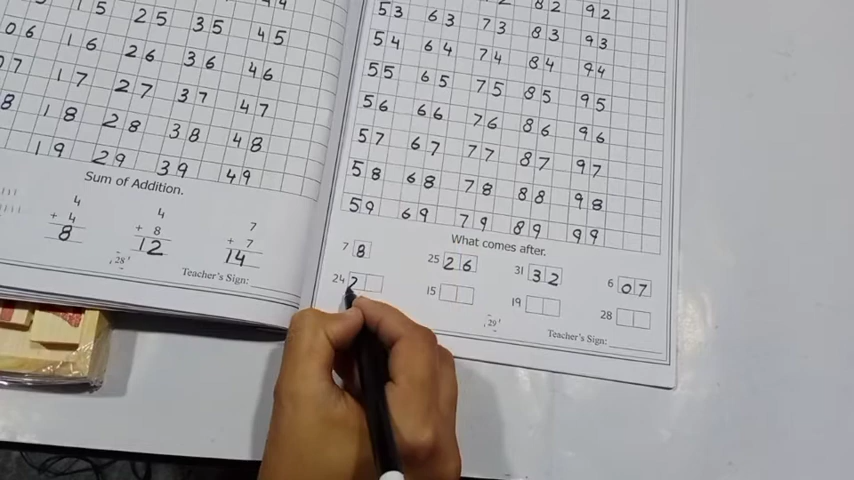 15 25 35 45
06 16 26 36 46
07 17 27 37 47
8 18 28 38 48
19 29 39 49
Sum of Addition.
4 4 7
+ 4 + 8 + 7
8 12 14
28
Teacher's Sign:
82 92
53 63 73 83 93
54 64 74 84 94
55 65 75 85 95
56 66 76 86 96
57 67 77 87 97
58 68 78 88 98
59 69 79 89 99
What comes after.
7 8 25 26 31 32 6 07
24 2 15 19 28
29
Teacher's Sign: